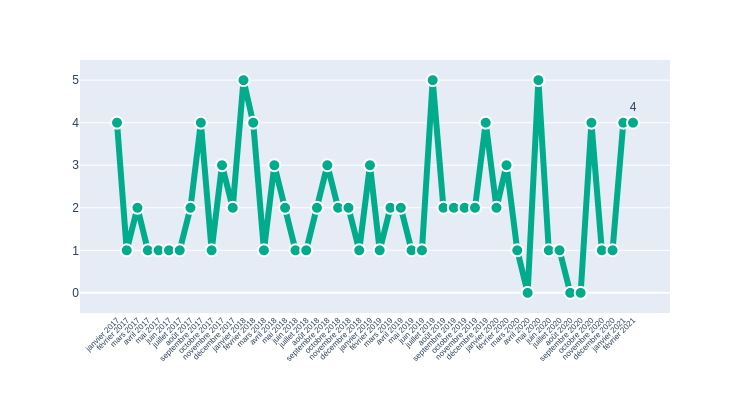 5
4
3
2
1
0
4
janvier 2017
février 2017
mars 2017
avril 2017
mai 2017
juin 2017
juillet 2017
août 2017
septembre 2017
octobre 2017
novembre 2017
décembre 2017
janvier 2018
février 2018
mars 2018
avril 2018
mai 2018
juin 2018
juillet 2018
août 2018
septembre 2018
octobre 2018
novembre 2018
décembre 2018
janvier 2019
février 2019
mars 2019
avril 2019
mai 2019
juin 2019
juillet 2019
août 2019
septembre 2019
octobre 2019
novembre 2019
décembre 2019
janvier 2020
février 2020
mars 2020
avril 2020
mai 2020
juin 2020
juillet 2020
août 2020
septembre 2020
octobre 2020
novembre 2020
décembre 2020
janvier 2021
février 2021